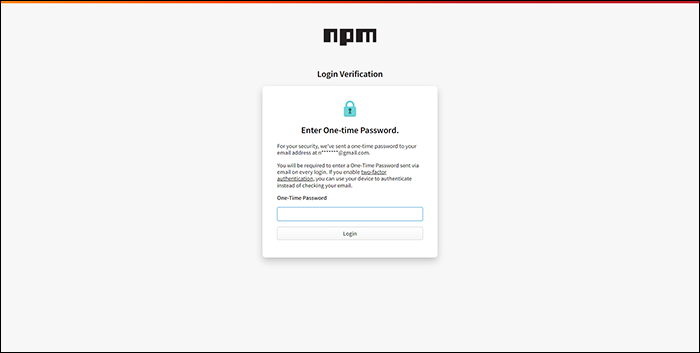 npm
Login Verification
Enter One-time Password.
For your security, we've sent a one-time password to your
email address at n*******@gmail.com.
You will be required to enter a One-Time Password sent via
email on every login. If you enable two-factor
authentication, you can use your device to authenticate
instead of checking your email.
One-Time Password
Login